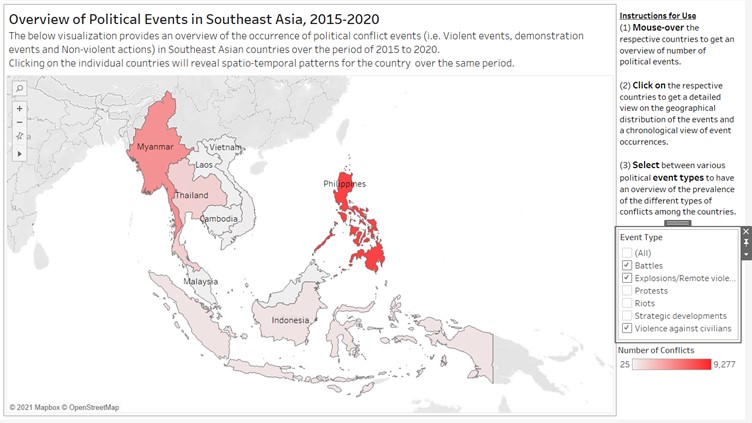 Overview of Political Events in Southeast Asia, 2015-2020
The below visualization provides an overview of the occurrence of political conflict events (i.e. Violent events, demonstration
events and Non-violent actions) in Southeast Asian countries over the period of 2015 to 2020.
Clicking on the individual countries will reveal spatio-temporal patterns for the country over the same period.
Myanmar
Vietnam
Laos
Thailand
Cambodia
Philippines
Malaysia
Indonesia
© 2021 Mapbox © OpenStreetMap
Instructions for Use
(1) Mouse-over the
respective countries to get an
overview of number of
political events.
(2) Click on the respective
countries to get a detailed
view on the geographical
distribution of the events and
a chronological view of event
occurrences.
(3) Select between various
political event types to have
an overview of the prevalence
of the different types of
conflicts among the countries.
Event Type
(All)
Battles
Explosions/Remote viole...
Protests
Riots
Strategic developments
Violence against civilians
Number of Conflicts
25 9,277